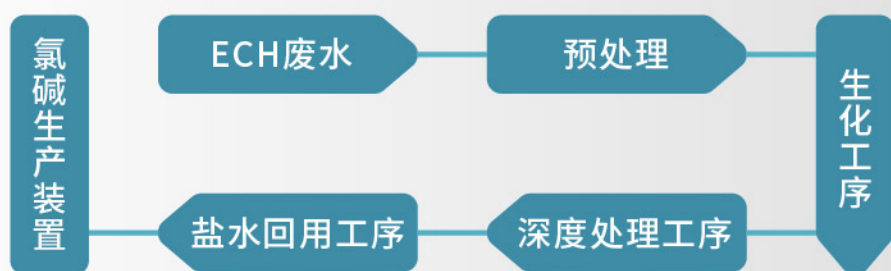 ECH废水
预处理
生化工序
深度处理工序
盐水回用工序
氯碱生产装置